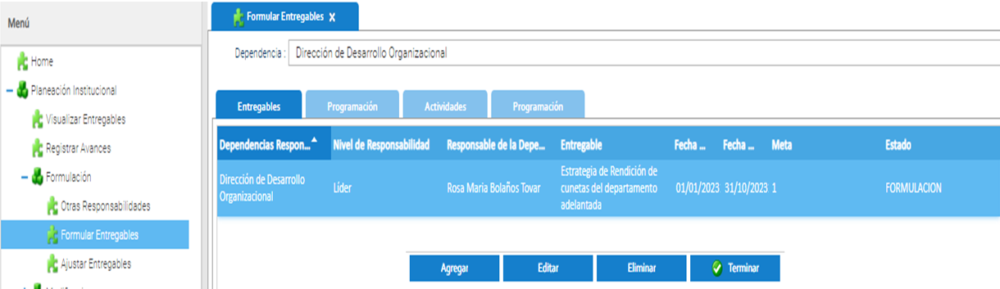 Menú
Home
Planeación Institucional
Visualizar Entregables
Registrar Avances
Formulación
Otras Responsabilidades
Formular Entregables
Ajustar Entregables
Formular Entregables X
Dependencia : Dirección de Desarrollo Organizacional
Entregables Programación Actividades Programación
Dependencias Respon... Nivel de Responsabilidad Responsable de la Depe... Entregable Fecha ... Fecha ... Meta Estado
Dirección de Desarrollo
Organizacional
Líder
Rosa Maria Bolaños Tovar
Estrategia de Rendición de
cunetas del departamento
adelantada
01/01/2023 31/10/2023 1
FORMULACION
Agregar Editar Eliminar Terminar